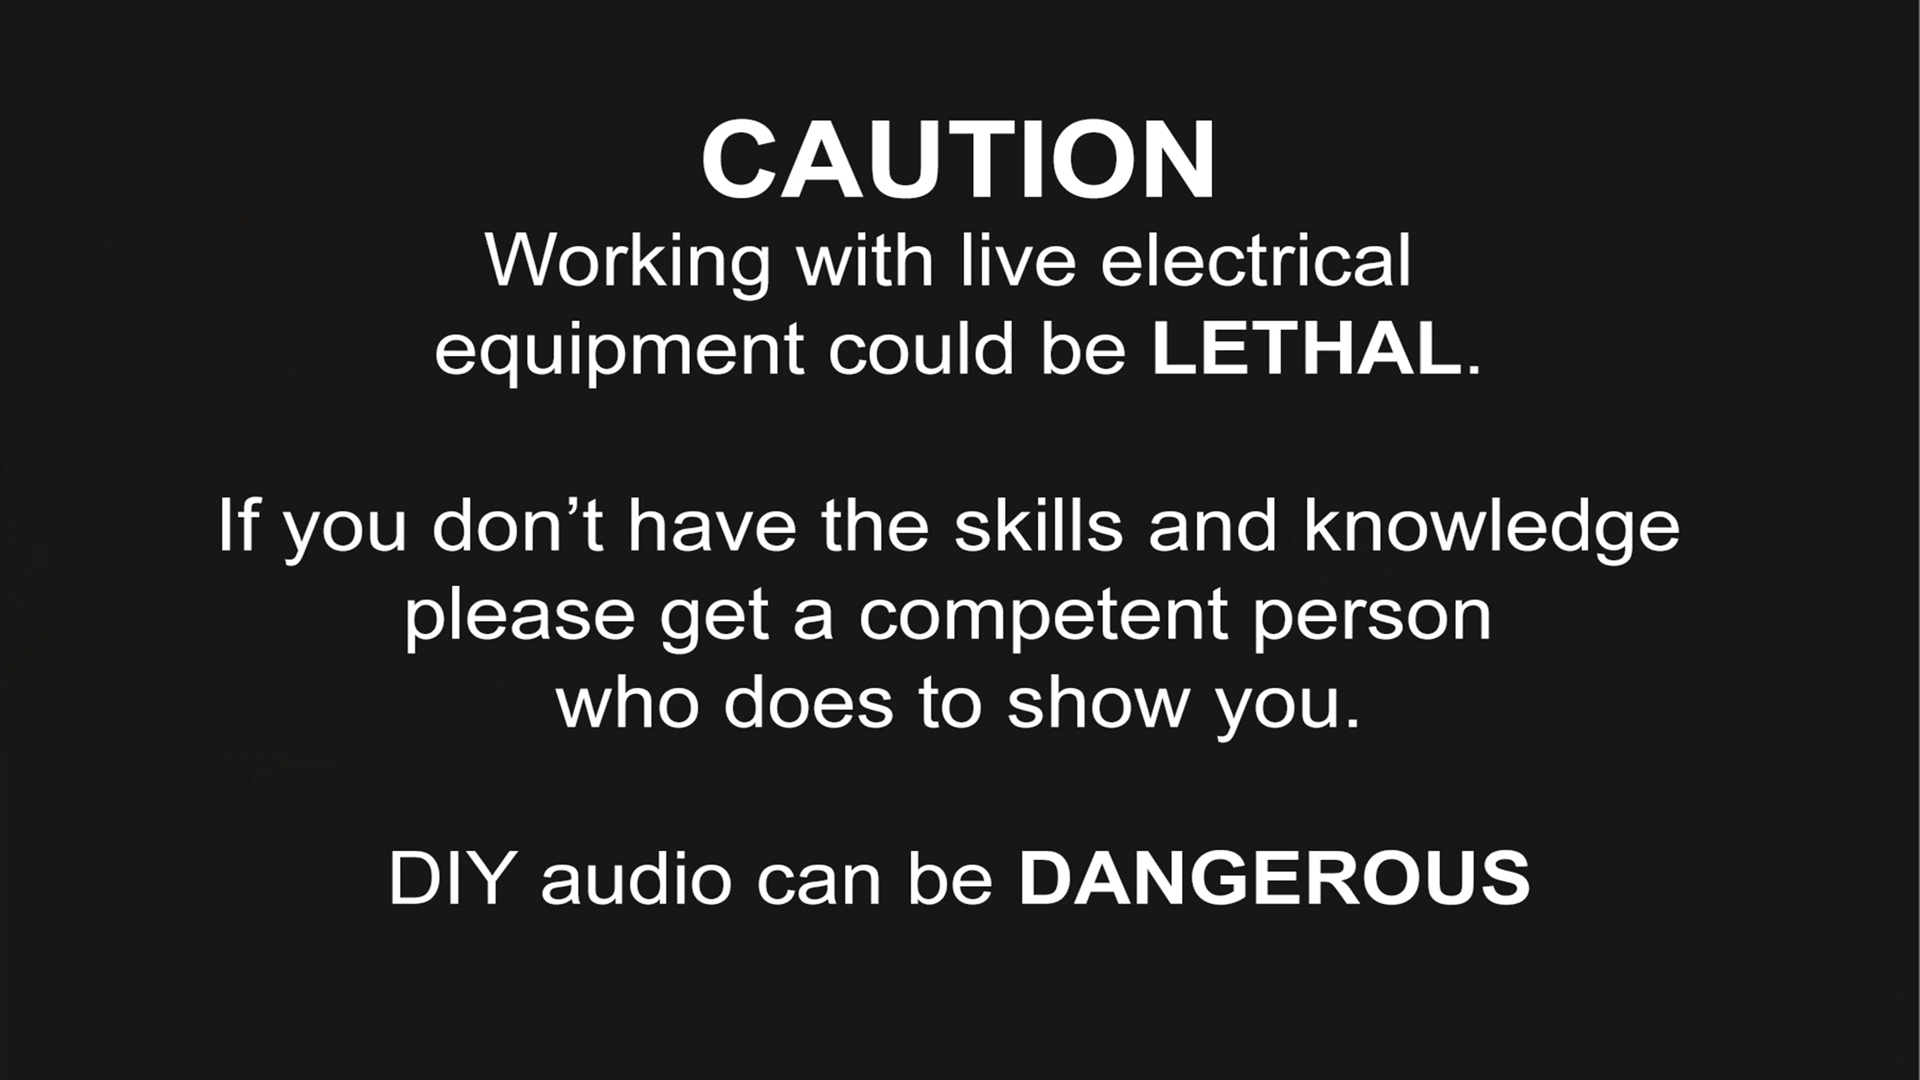 CAUTION
Working with live electrical
equipment could be LETHAL.
If you don’t have the skills and knowledge
please get a competent person
who does to show you.
DIY audio can be DANGEROUS